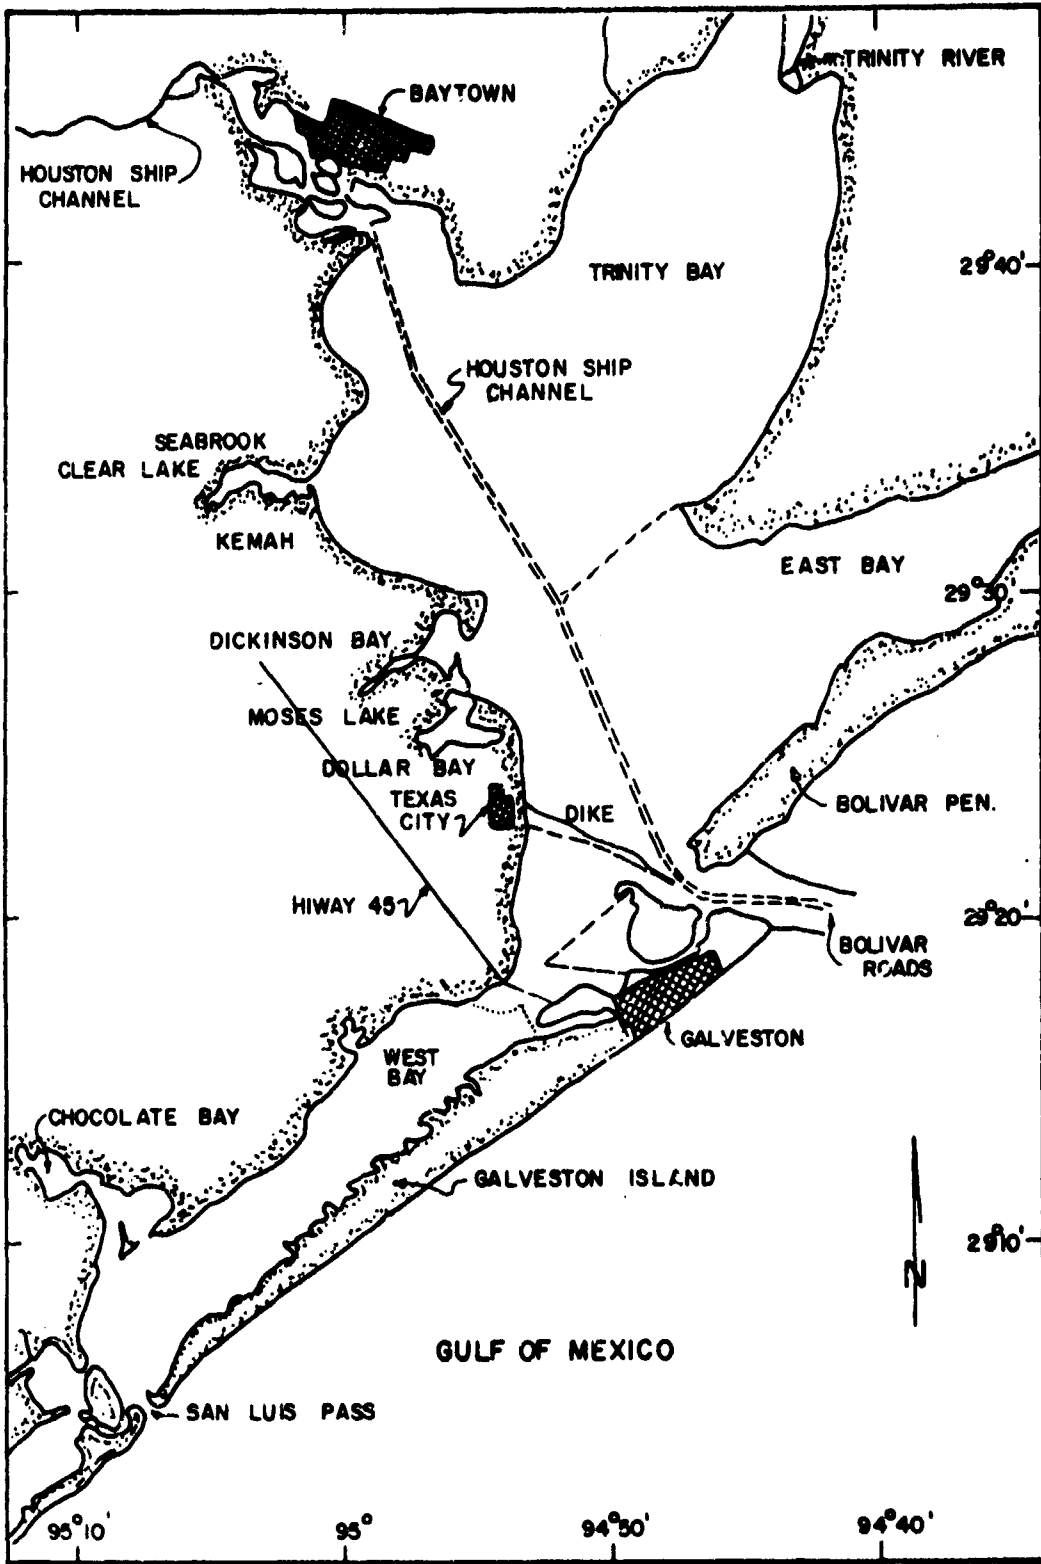 TRINITY RIVER
BAYTOWN
HOUSTON SHIP
CHANNEL
29°40'
TRINITY BAY
HOUSTON SHIP
CHANNEL
SEABROOK
CLEAR LAKE
KEMAH
EAST BAY
29°30'
DICKINSON BAY
MOSES LAKE
DOLLAR BAY
TEXAS
CITY
DIKE
BOLIVAR PEN.
HIWAY 45
29°20'
BOLIVAR
ROADS
GALVESTON
WEST
BAY
CHOCOLATE BAY
GALVESTON ISLAND
29°10'
N
GULF OF MEXICO
SAN LUIS PASS
95°10'
95°
94°50'
94°40'